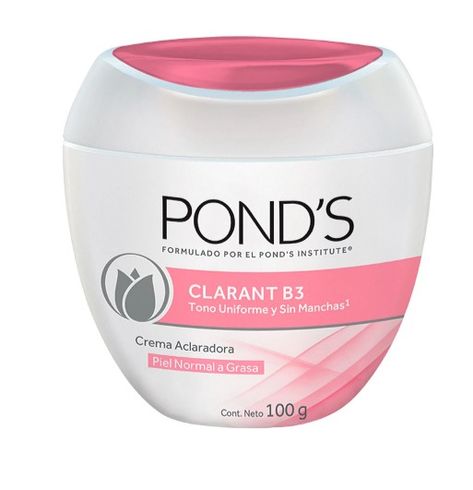 POND'S
FORMULADO POR EL POND'S INSTITUTE®
CLARANT B3
Tono Uniforme y Sin Manchas¹
Crema Aclaradora
Piel Normal a Grasa
Cont. Neto 100 g